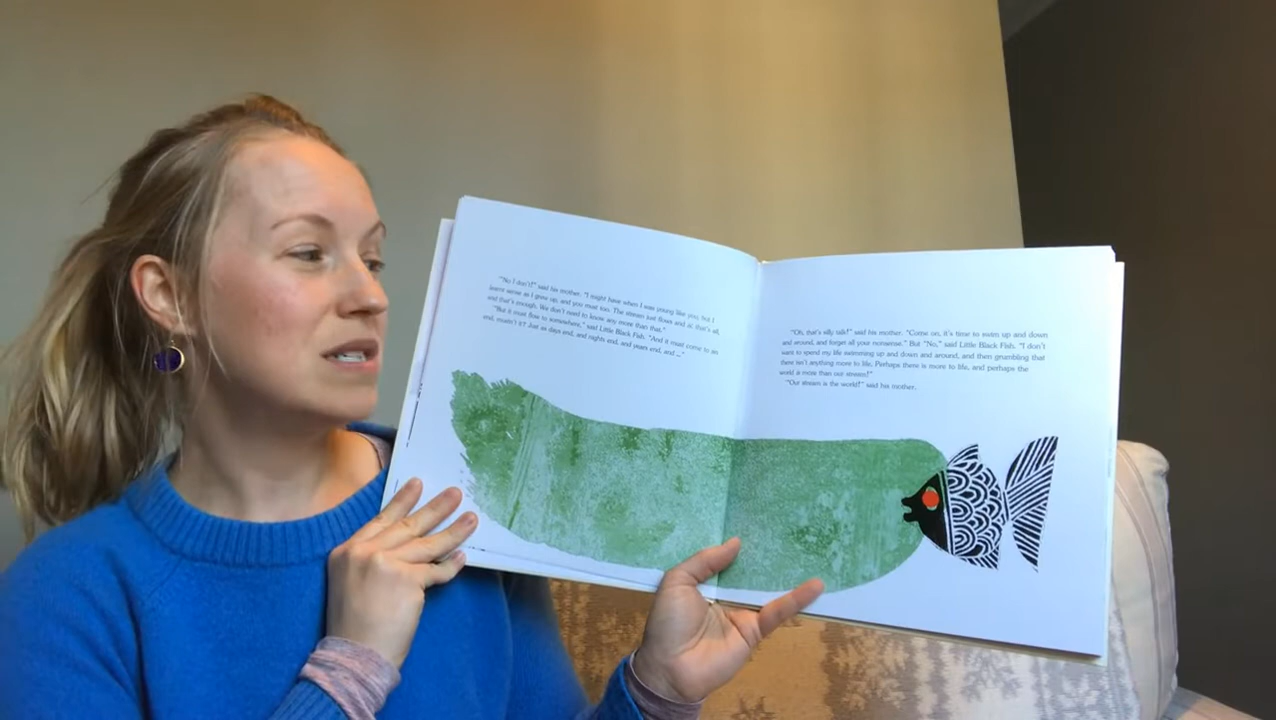 "No I don't!" said his mother. "I might have when I was young like you, but I
learnt sense as I grew up, and you must too. The stream just flows and is: that's all,
and that's enough. We don't need to know any more than that."
"But it must flow to somewhere," said Little Black Fish. "And it must come to an
end, mustn't it? Just as days end, and nights end, and years end, and ..."
"Oh, that's silly talk!" said his mother. "Come on, it's time to swim up and down
and around, and forget all your nonsense." But "No," said Little Black Fish. "I don't
want to spend my life swimming up and down and around, and then grumbling that
there isn't anything more to life. Perhaps there is more to life, and perhaps the
world is more than our stream!"
"Our stream is the world!" said his mother.